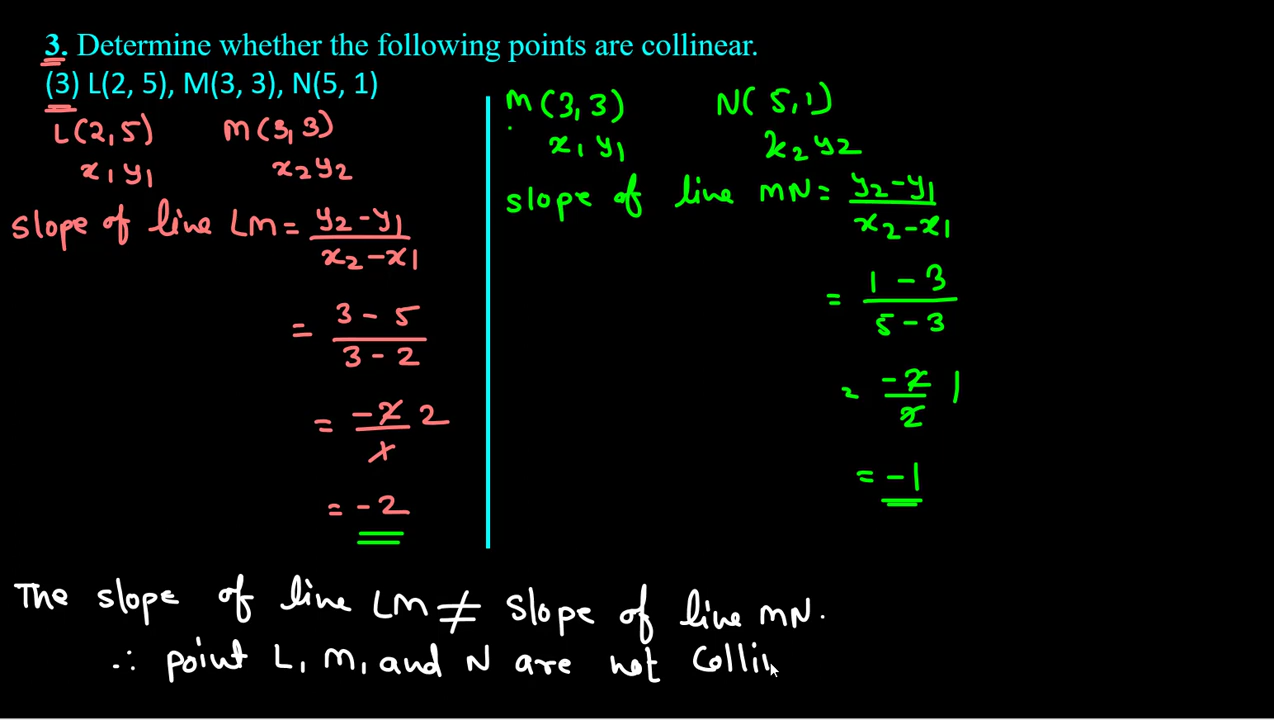 3. Determine whether the following points are collinear.
(3) L(2, 5), M(3, 3), N(5, 1)
L(2,5) M(3,3)
x1 y1 x2 y2
Slope of line LM = y2-y1 / x2-x1
= 3-5 / 3-2
= -2 / 1 2
= -2
M(3,3) N(5,1)
x1 y1 x2 y2
slope of line MN = y2-y1 / x2-x1
= 1-3 / 5-3
= -2 / 2 1
= -1
The slope of line LM ≠ Slope of line MN.
∴ point L, M, and N are not Collin